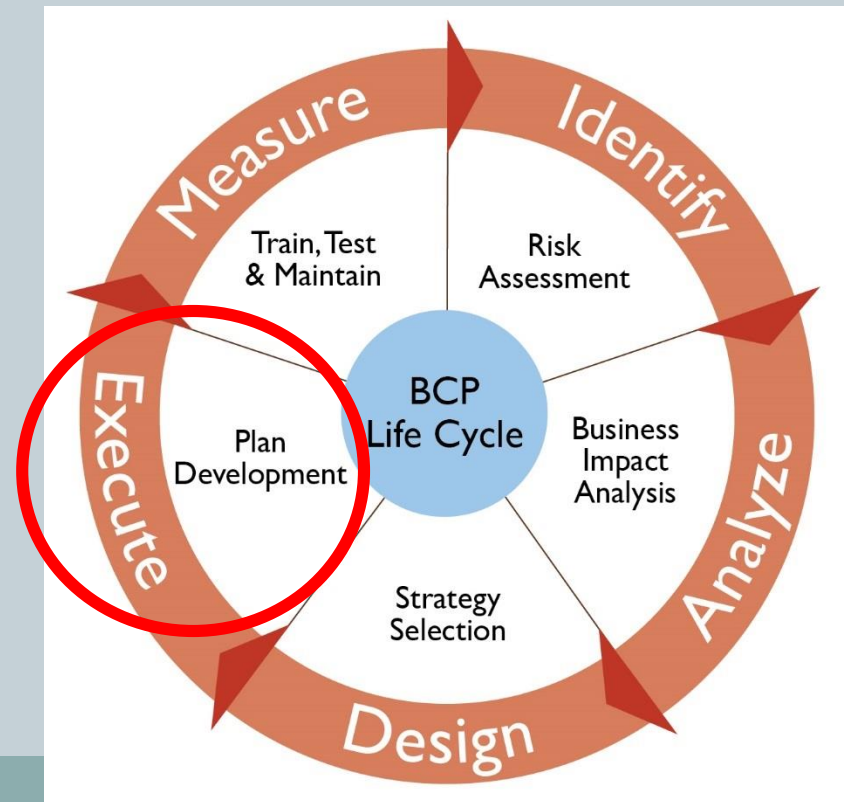 Measure
Identify
Train, Test
& Maintain
Risk
Assessment
BCP
Life Cycle
Execute
Plan
Development
Business
Impact
Analysis
Analyze
Strategy
Selection
Design